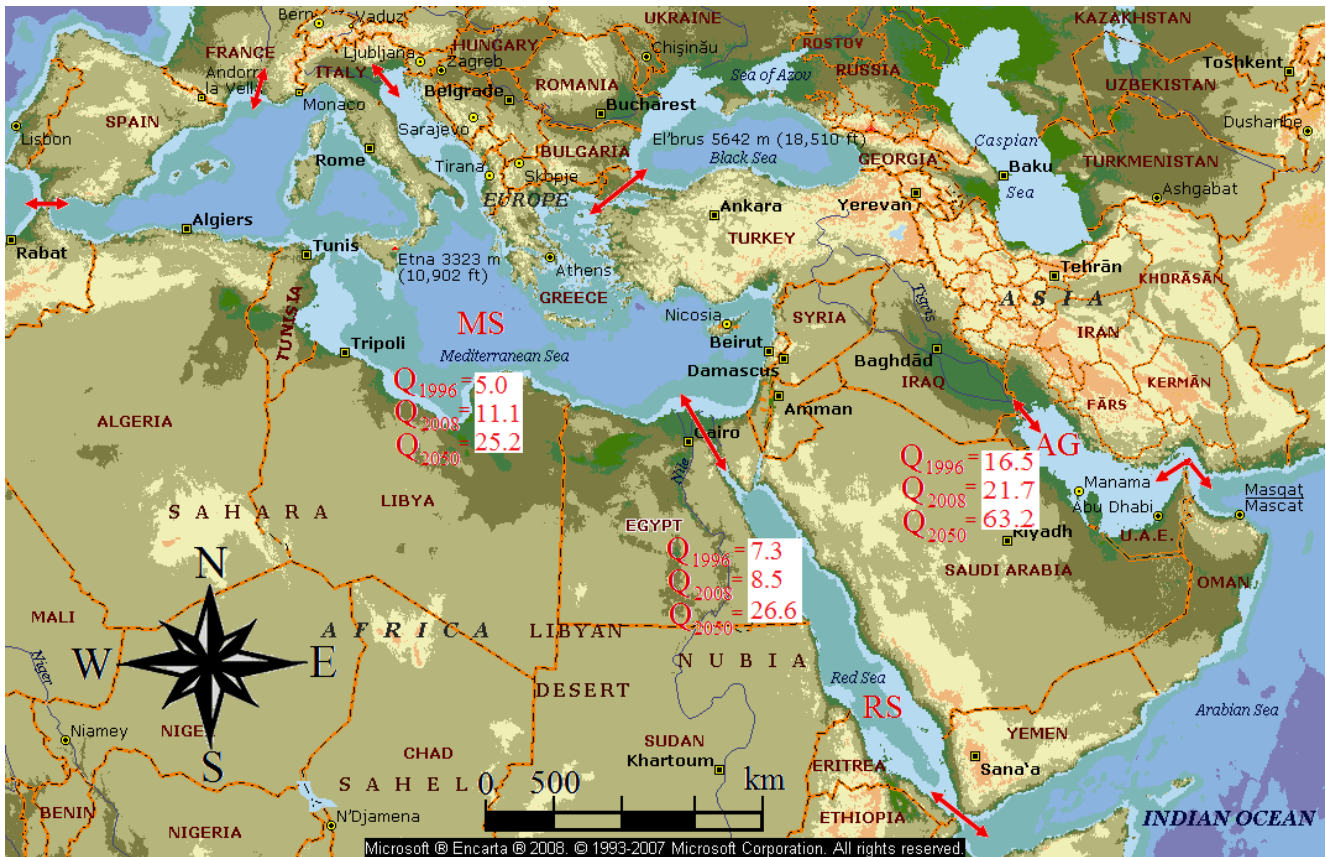 Bern
Vaduz
UKRAINE
KAZAKHSTAN
FRANCE
Ljubljana
HUNGARY
Chişinău
ROSTOV
Zagreb
Sea of Azov
RUSSIA
Toshkent
Andorra
la Vella
ITALY
ROMANIA
UZBEKISTAN
Monaco
Belgrade
Bucharest
SPAIN
Sarajevo
Dushanbe
Lisbon
El'brus 5642 m (18,510 ft)
Caspian
Sea
Rome
BULGARIA
Black Sea
GEORGIA
Baku
TURKMENISTAN
Tirana
Skopje
Ashgabat
EUROPE
Yerevan
Algiers
Ankara
Rabat
Tunis
TURKEY
Etna 3323 m
(10,902 ft)
Athens
Tehrān
KHORĀSĀN
GREECE
Tigris
ASIA
TUNISIA
MS
Nicosia
SYRIA
IRAN
Tripoli
Mediterranean Sea
Beirut
Baghdād
Damascus
IRAQ
KERMĀN
Q1996 = 5.0
Q2008 = 11.1
Q2050 = 25.2
Amman
FĀRS
ALGERIA
Cairo
AG
Nile
Q1996 = 16.5
Q2008 = 21.7
Q2050 = 63.2
Manama
Abu Dhabi
Masqat
Mascat
LIBYA
SAHARA
EGYPT
Riyadh
U.A.E.
Q1996 = 7.3
Q2008 = 8.5
Q2050 = 26.6
SAUDI ARABIA
OMAN
N
MALI
AFRICA
LIBYAN
DESERT
NUBIA
W
E
Niger
Red Sea
RS
Arabian Sea
Niamey
NIGER
S
CHAD
SUDAN
YEMEN
Khartoum
Sana'a
SAHEL
0 500 km
ERITREA
BENIN
NIGERIA
N'Djamena
ETHIOPIA
INDIAN OCEAN
Microsoft ® Encarta ® 2008. © 1993-2007 Microsoft Corporation. All rights reserved.